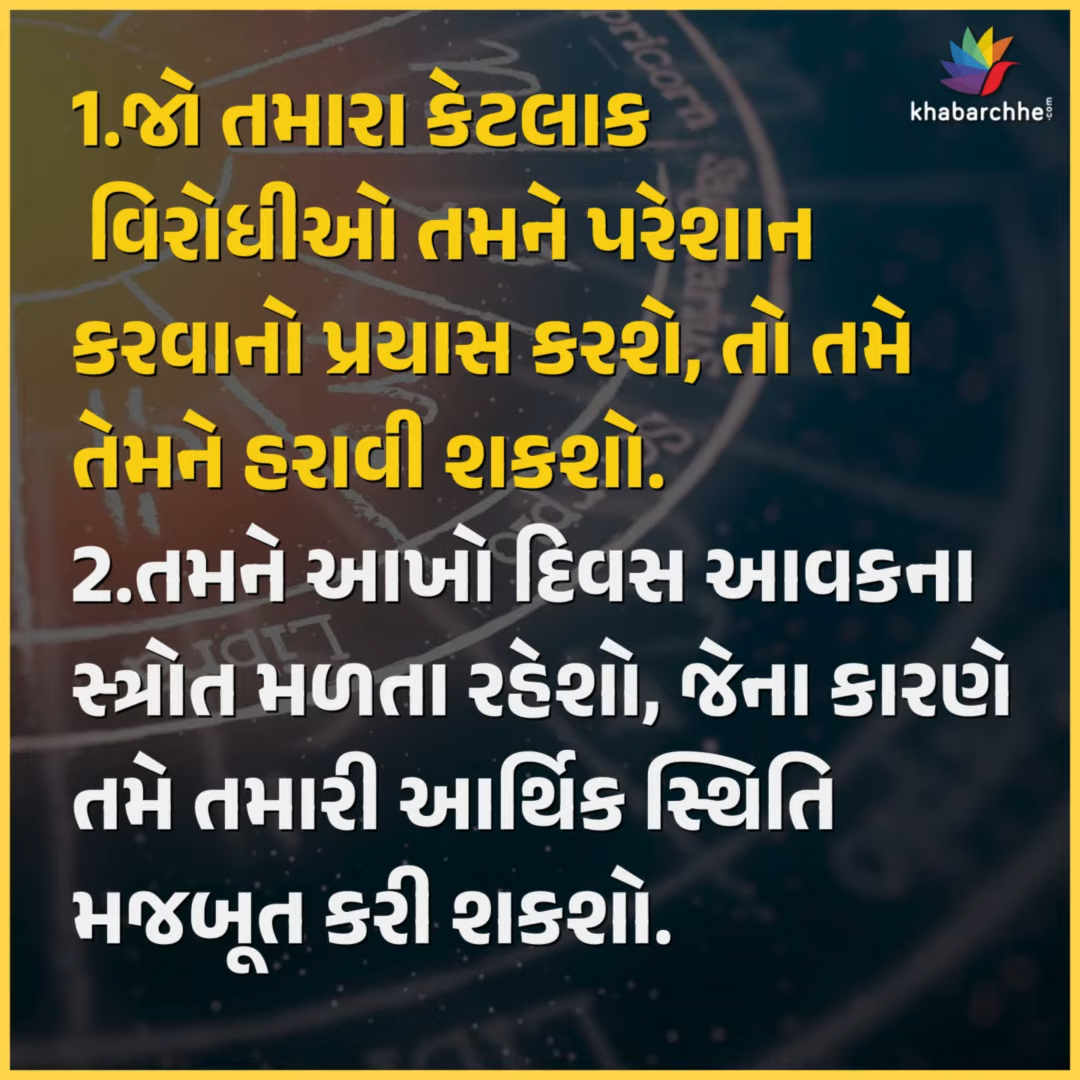 khabarchhe.com
1.જો તમારા કેટલાક
વિરોધીઓ તમને પરેશાન
કરવાનો પ્રયાસ કરશે, તો તમે
તેમને હરાવી શકશો.
2.તમને આખો દિવસ આવકના
સ્ત્રોત મળતા રહેશો, જેના કારણે
તમે તમારી આર્થિક સ્થિતિ
મજબૂત કરી શકશો.